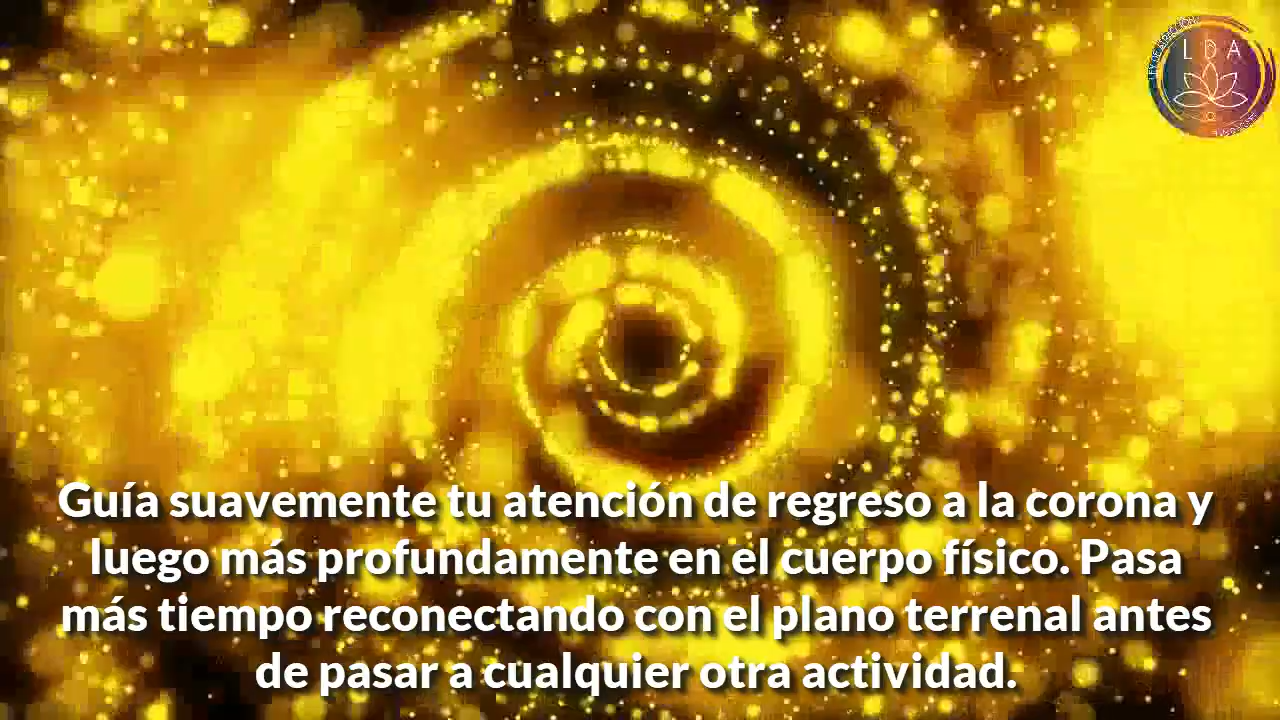 L D A
Guía suavemente tu atención de regreso a la corona y
luego más profundamente en el cuerpo físico. Pasa
más tiempo reconectando con el plano terrenal antes
de pasar a cualquier otra actividad.